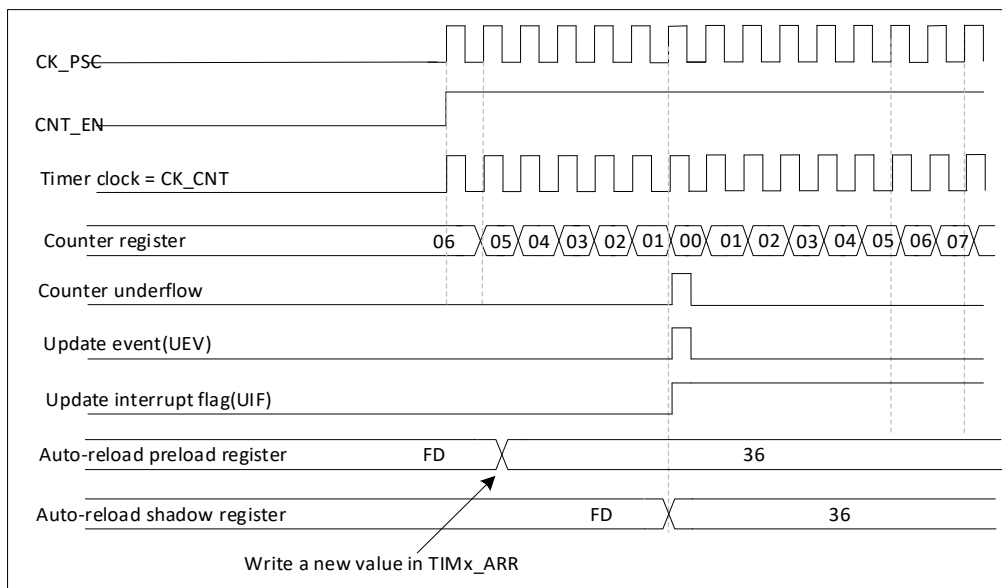 CK_PSC
CNT_EN
Timer clock = CK_CNT
Counter register 06 05 04 03 02 01 00 01 02 03 04 05 06 07
Counter underflow
Update event(UEV)
Update interrupt flag(UIF)
Auto-reload preload register FD 36
Auto-reload shadow register FD 36
Write a new value in TIMx_ARR